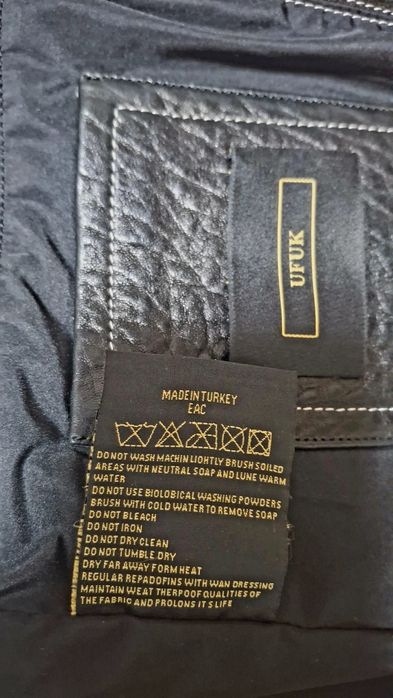 UFUK
MADE IN TURKEY
EAC
DO NOT WASH MACHIN LIGHTLY BRUSH SOILED
AREAS WITH NEUTRAL SOAP AND LUNE WARM
WATER
DO NOT USE BIOLOBICAL WASHING POWDERS
BRUSH WITH COLD WATER TO REMOVE SOAP
DO NOT BLEACH
DO NOT IRON
DO NOT DRY CLEAN
DO NOT TUMBLE DRY
DRY FAR AWAY FORM HEAT
REGULAR REPADOFINS WITH WAN DRESSING
MAINTAIN WEAT THERPOOF QUALITIES OF
THE FABRIC AND PROLONS IT S LIFE